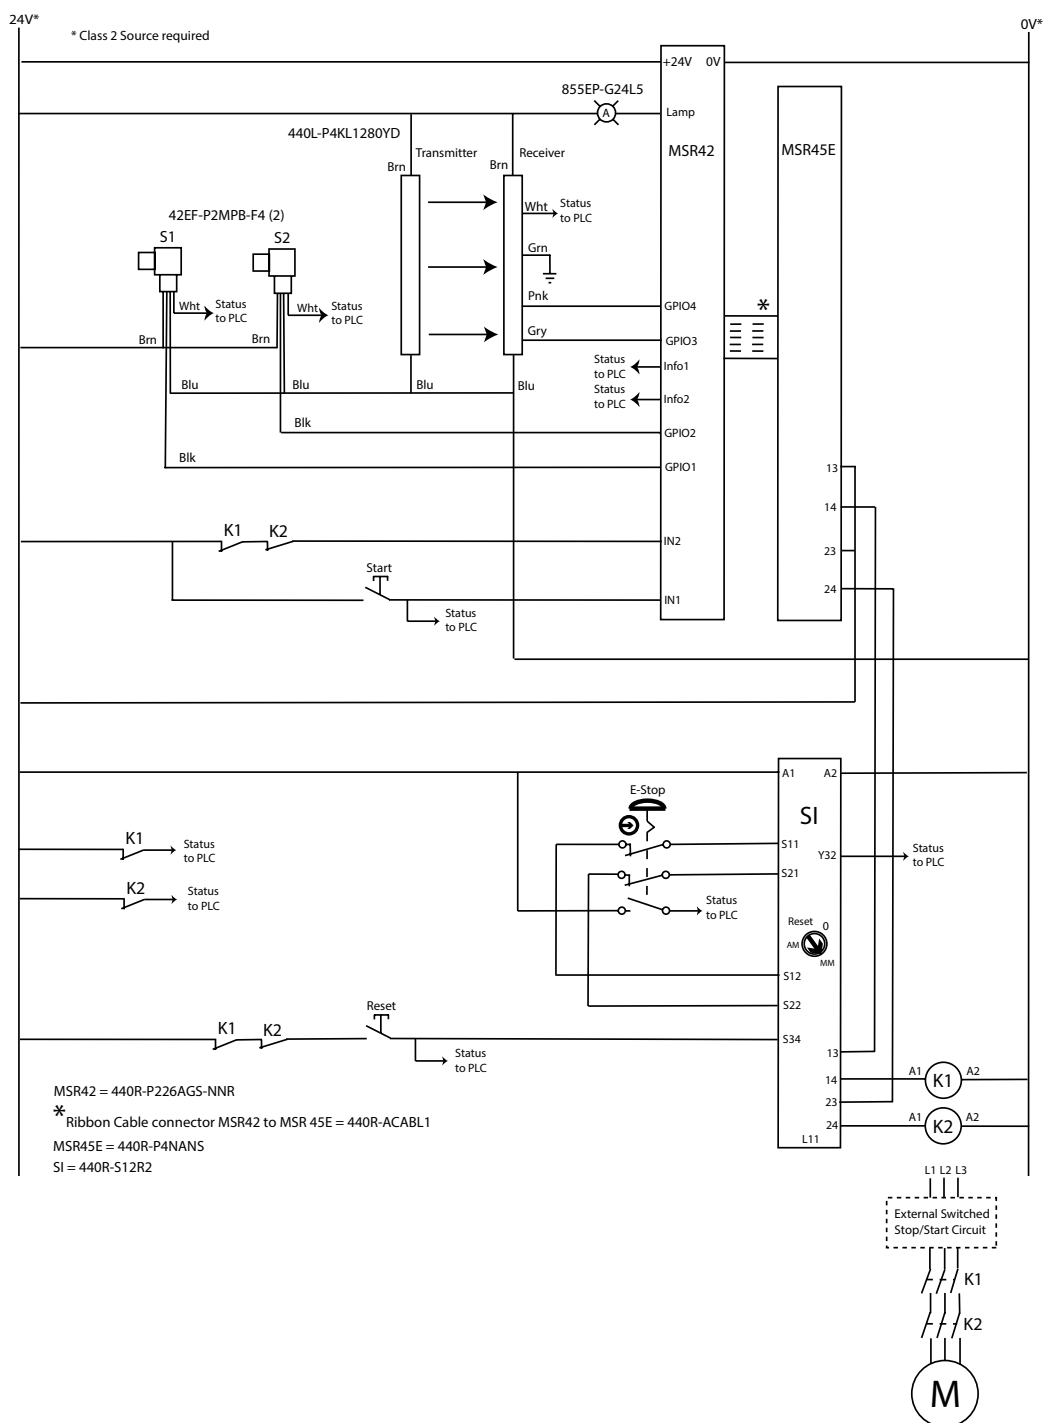 24V*
0V*
* Class 2 Source required
+24V 0V
855EP-G24L5
A
Lamp
MSR42
MSR45E
440L-P4KL1280YD
Transmitter
Receiver
Brn
Brn
Wht
Status
to PLC
42EF-P2MPB-F4 (2)
S1
S2
Grn
Wht
Status
to PLC
Wht
Status
to PLC
Pnk
GPIO4
*
Brn
Brn
Gry
GPIO3
Status
to PLC
Info1
Blu
Blu
Blu
Blu
Status
to PLC
Info2
Blk
GPIO2
Blk
GPIO1
13
14
K1
K2
IN2
23
Start
24
IN1
Status
to PLC
A1 A2
E-Stop
SI
K1
Status
to PLC
S11
Y32
Status
to PLC
S21
K2
Status
to PLC
Status
to PLC
Reset
0
AM
MM
S12
S22
Reset
K1
K2
S34
Status
to PLC
13
14
A1
K1
A2
23
24
A1
K2
A2
L11
MSR42 = 440R-P226AGS-NNR
* Ribbon Cable connector MSR42 to MSR 45E = 440R-ACABL1
MSR45E = 440R-P4NANS
SI = 440R-S12R2
L1 L2 L3
External Switched
Stop/Start Circuit
K1
K2
M